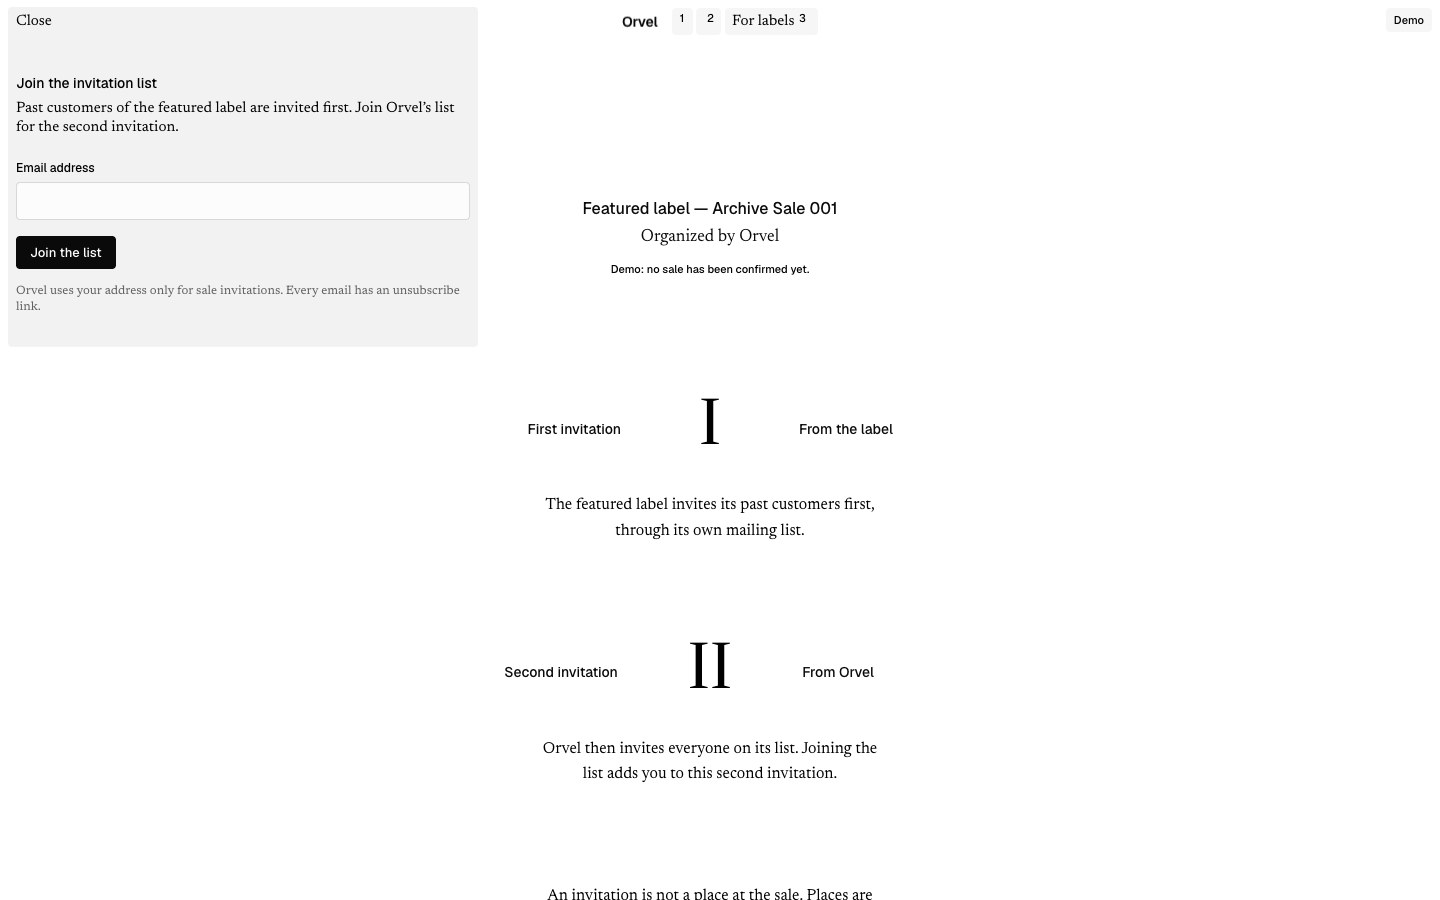 Close
Orvel 1 2 For labels 3
Demo
Join the invitation list
Past customers of the featured label are invited first. Join Orvel’s list
for the second invitation.
Email address
Join the list
Orvel uses your address only for sale invitations. Every email has an unsubscribe
link.
Featured label — Archive Sale 001
Organized by Orvel
Demo: no sale has been confirmed yet.
First invitation I From the label
The featured label invites its past customers first,
through its own mailing list.
Second invitation II From Orvel
Orvel then invites everyone on its list. Joining the
list adds you to this second invitation.
An invitation is not a place at the sale. Places are